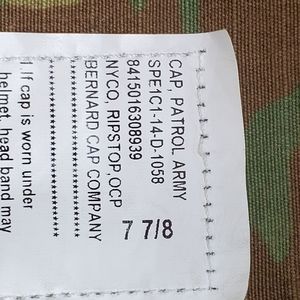 CAP, PATROL ARMY
SPE1C1-14-D-1058
8415016308939
NYCO, RIPSTOP,OCP
7 7/8
BERNARD CAP COMPANY
********************
********************
If cap is worn under
helmet, head band may